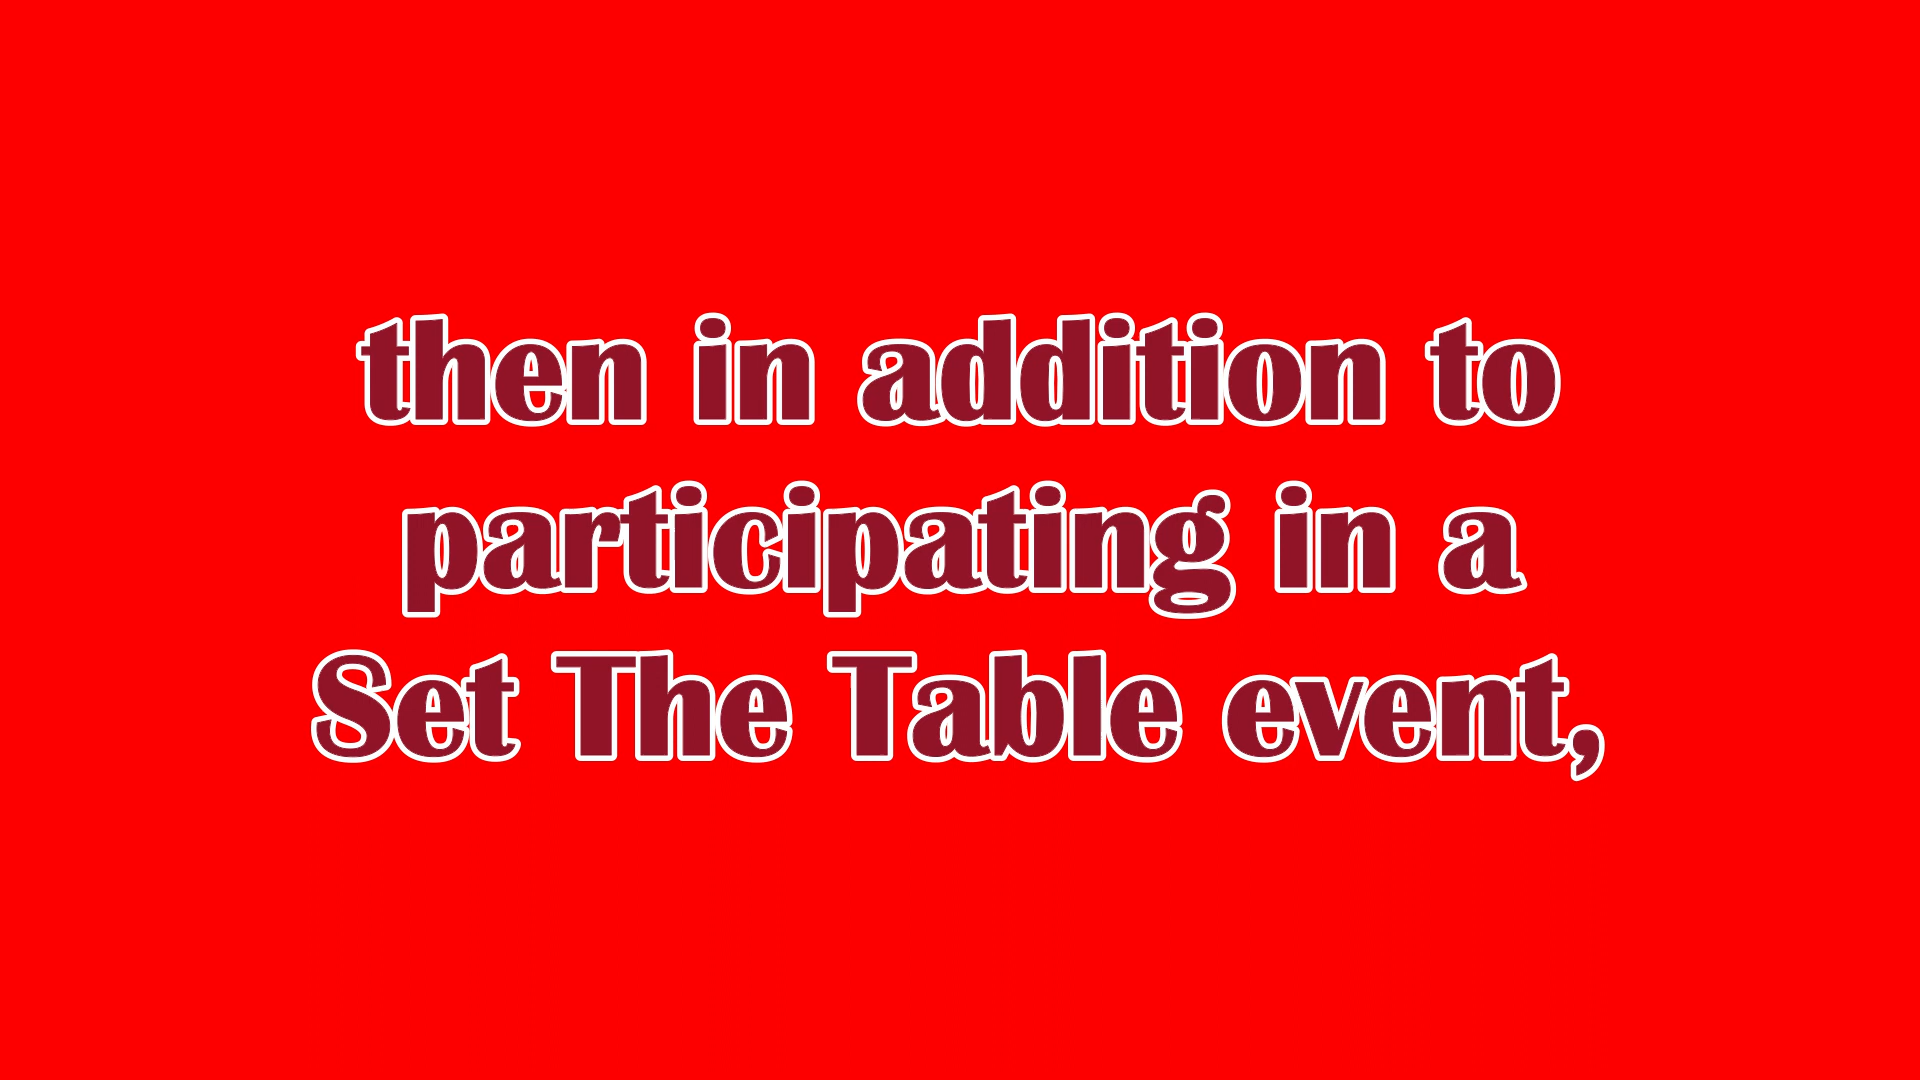 then in addition to
participating in a
Set The Table event,